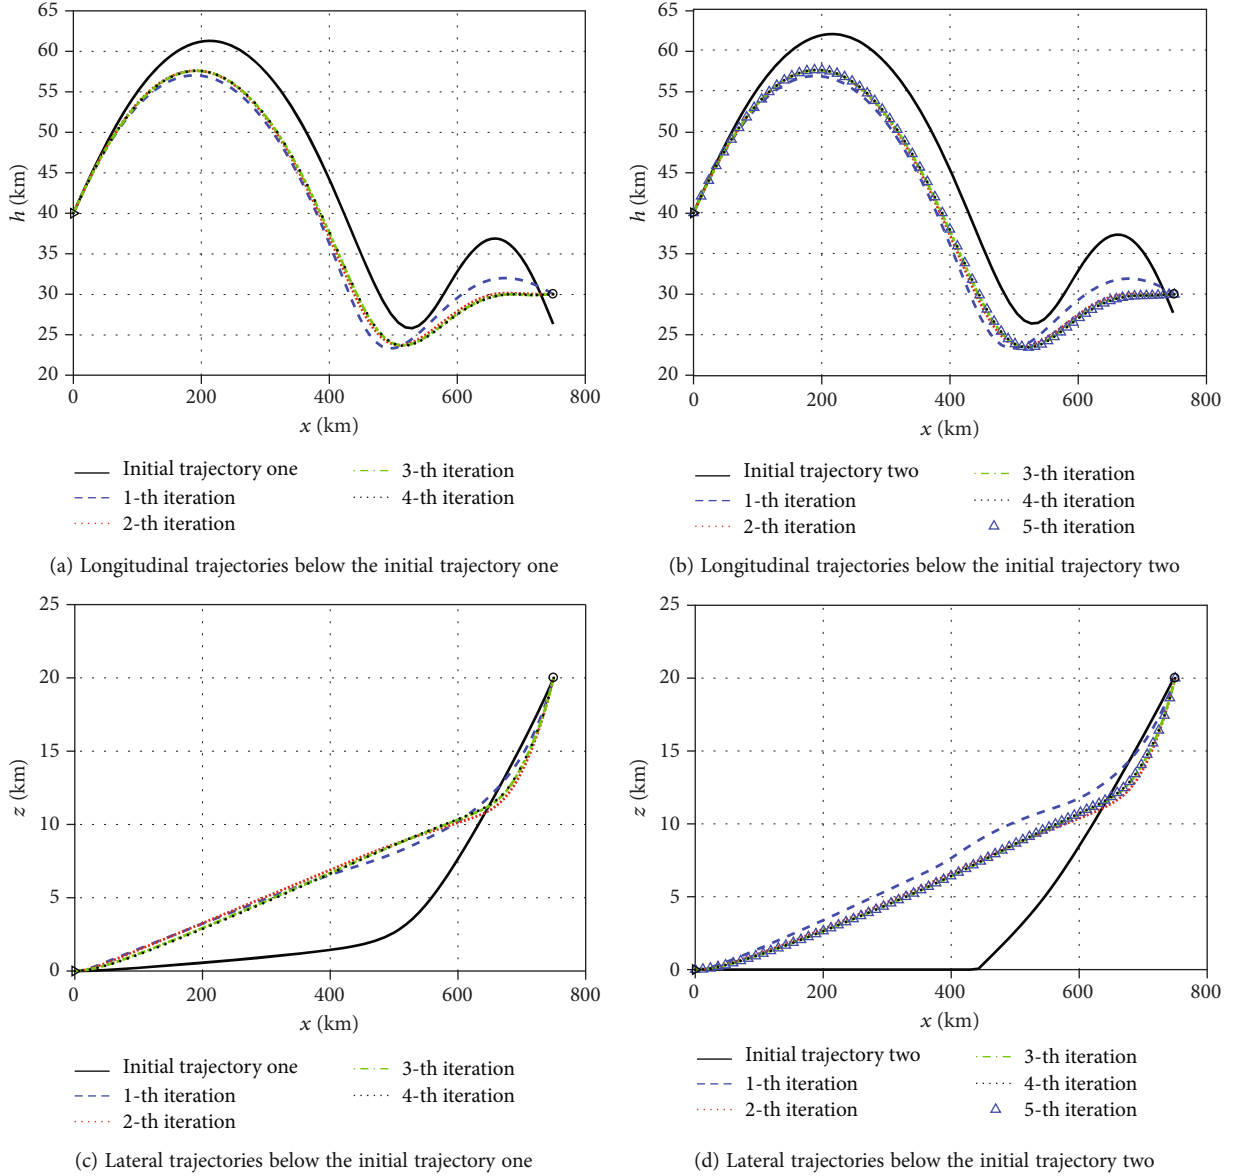 65
60
55
50
45
40
35
30
25
20
h (km)
0 200 400 600 800
x (km)
Initial trajectory one
1-th iteration
2-th iteration
3-th iteration
4-th iteration
(a) Longitudinal trajectories below the initial trajectory one
65
60
55
50
45
40
35
30
25
20
h (km)
0 200 400 600 800
x (km)
Initial trajectory two
1-th iteration
2-th iteration
3-th iteration
4-th iteration
5-th iteration
(b) Longitudinal trajectories below the initial trajectory two
25
20
15
10
5
0
z (km)
0 200 400 600 800
x (km)
Initial trajectory one
1-th iteration
2-th iteration
3-th iteration
4-th iteration
(c) Lateral trajectories below the initial trajectory one
25
20
15
10
5
0
z (km)
0 200 400 600 800
x (km)
Initial trajectory two
1-th iteration
2-th iteration
3-th iteration
4-th iteration
5-th iteration
(d) Lateral trajectories below the initial trajectory two